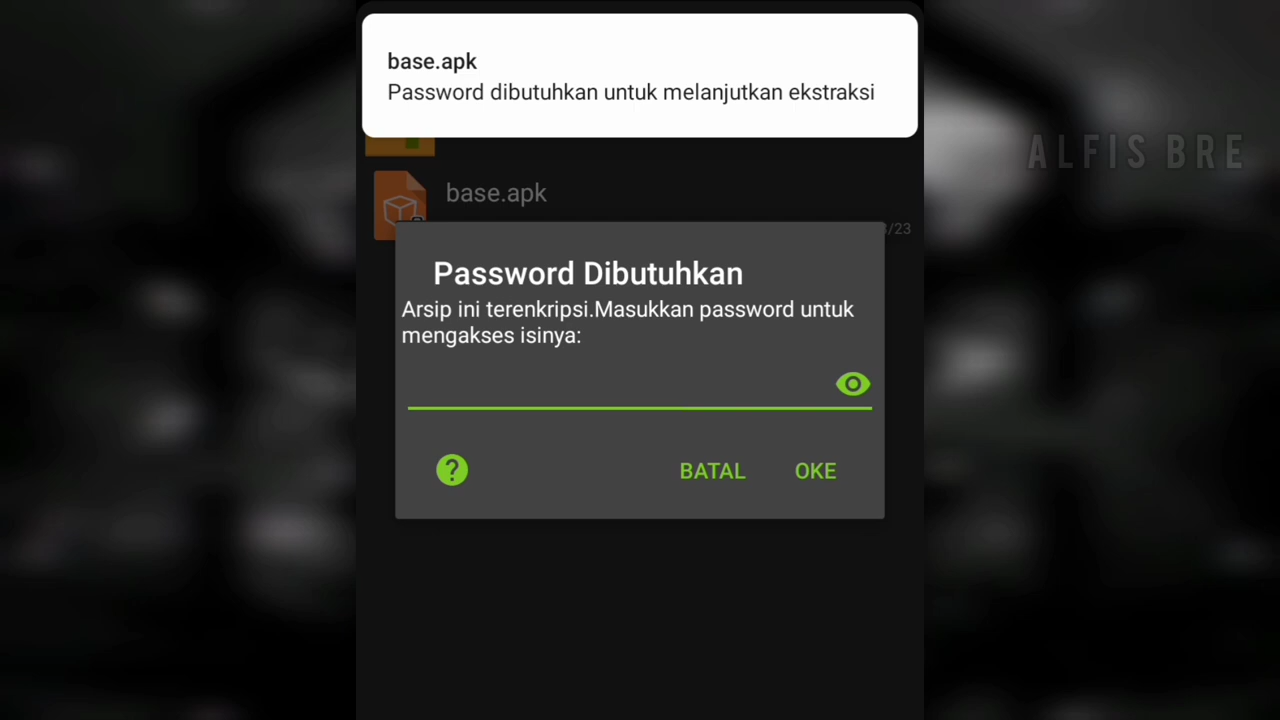 base.apk
Password dibutuhkan untuk melanjutkan ekstraksi
ALFIS BRE
base.apk
/23
Password Dibutuhkan
Arsip ini terenkripsi.Masukkan password untuk
mengakses isinya:
?
BATAL OKE